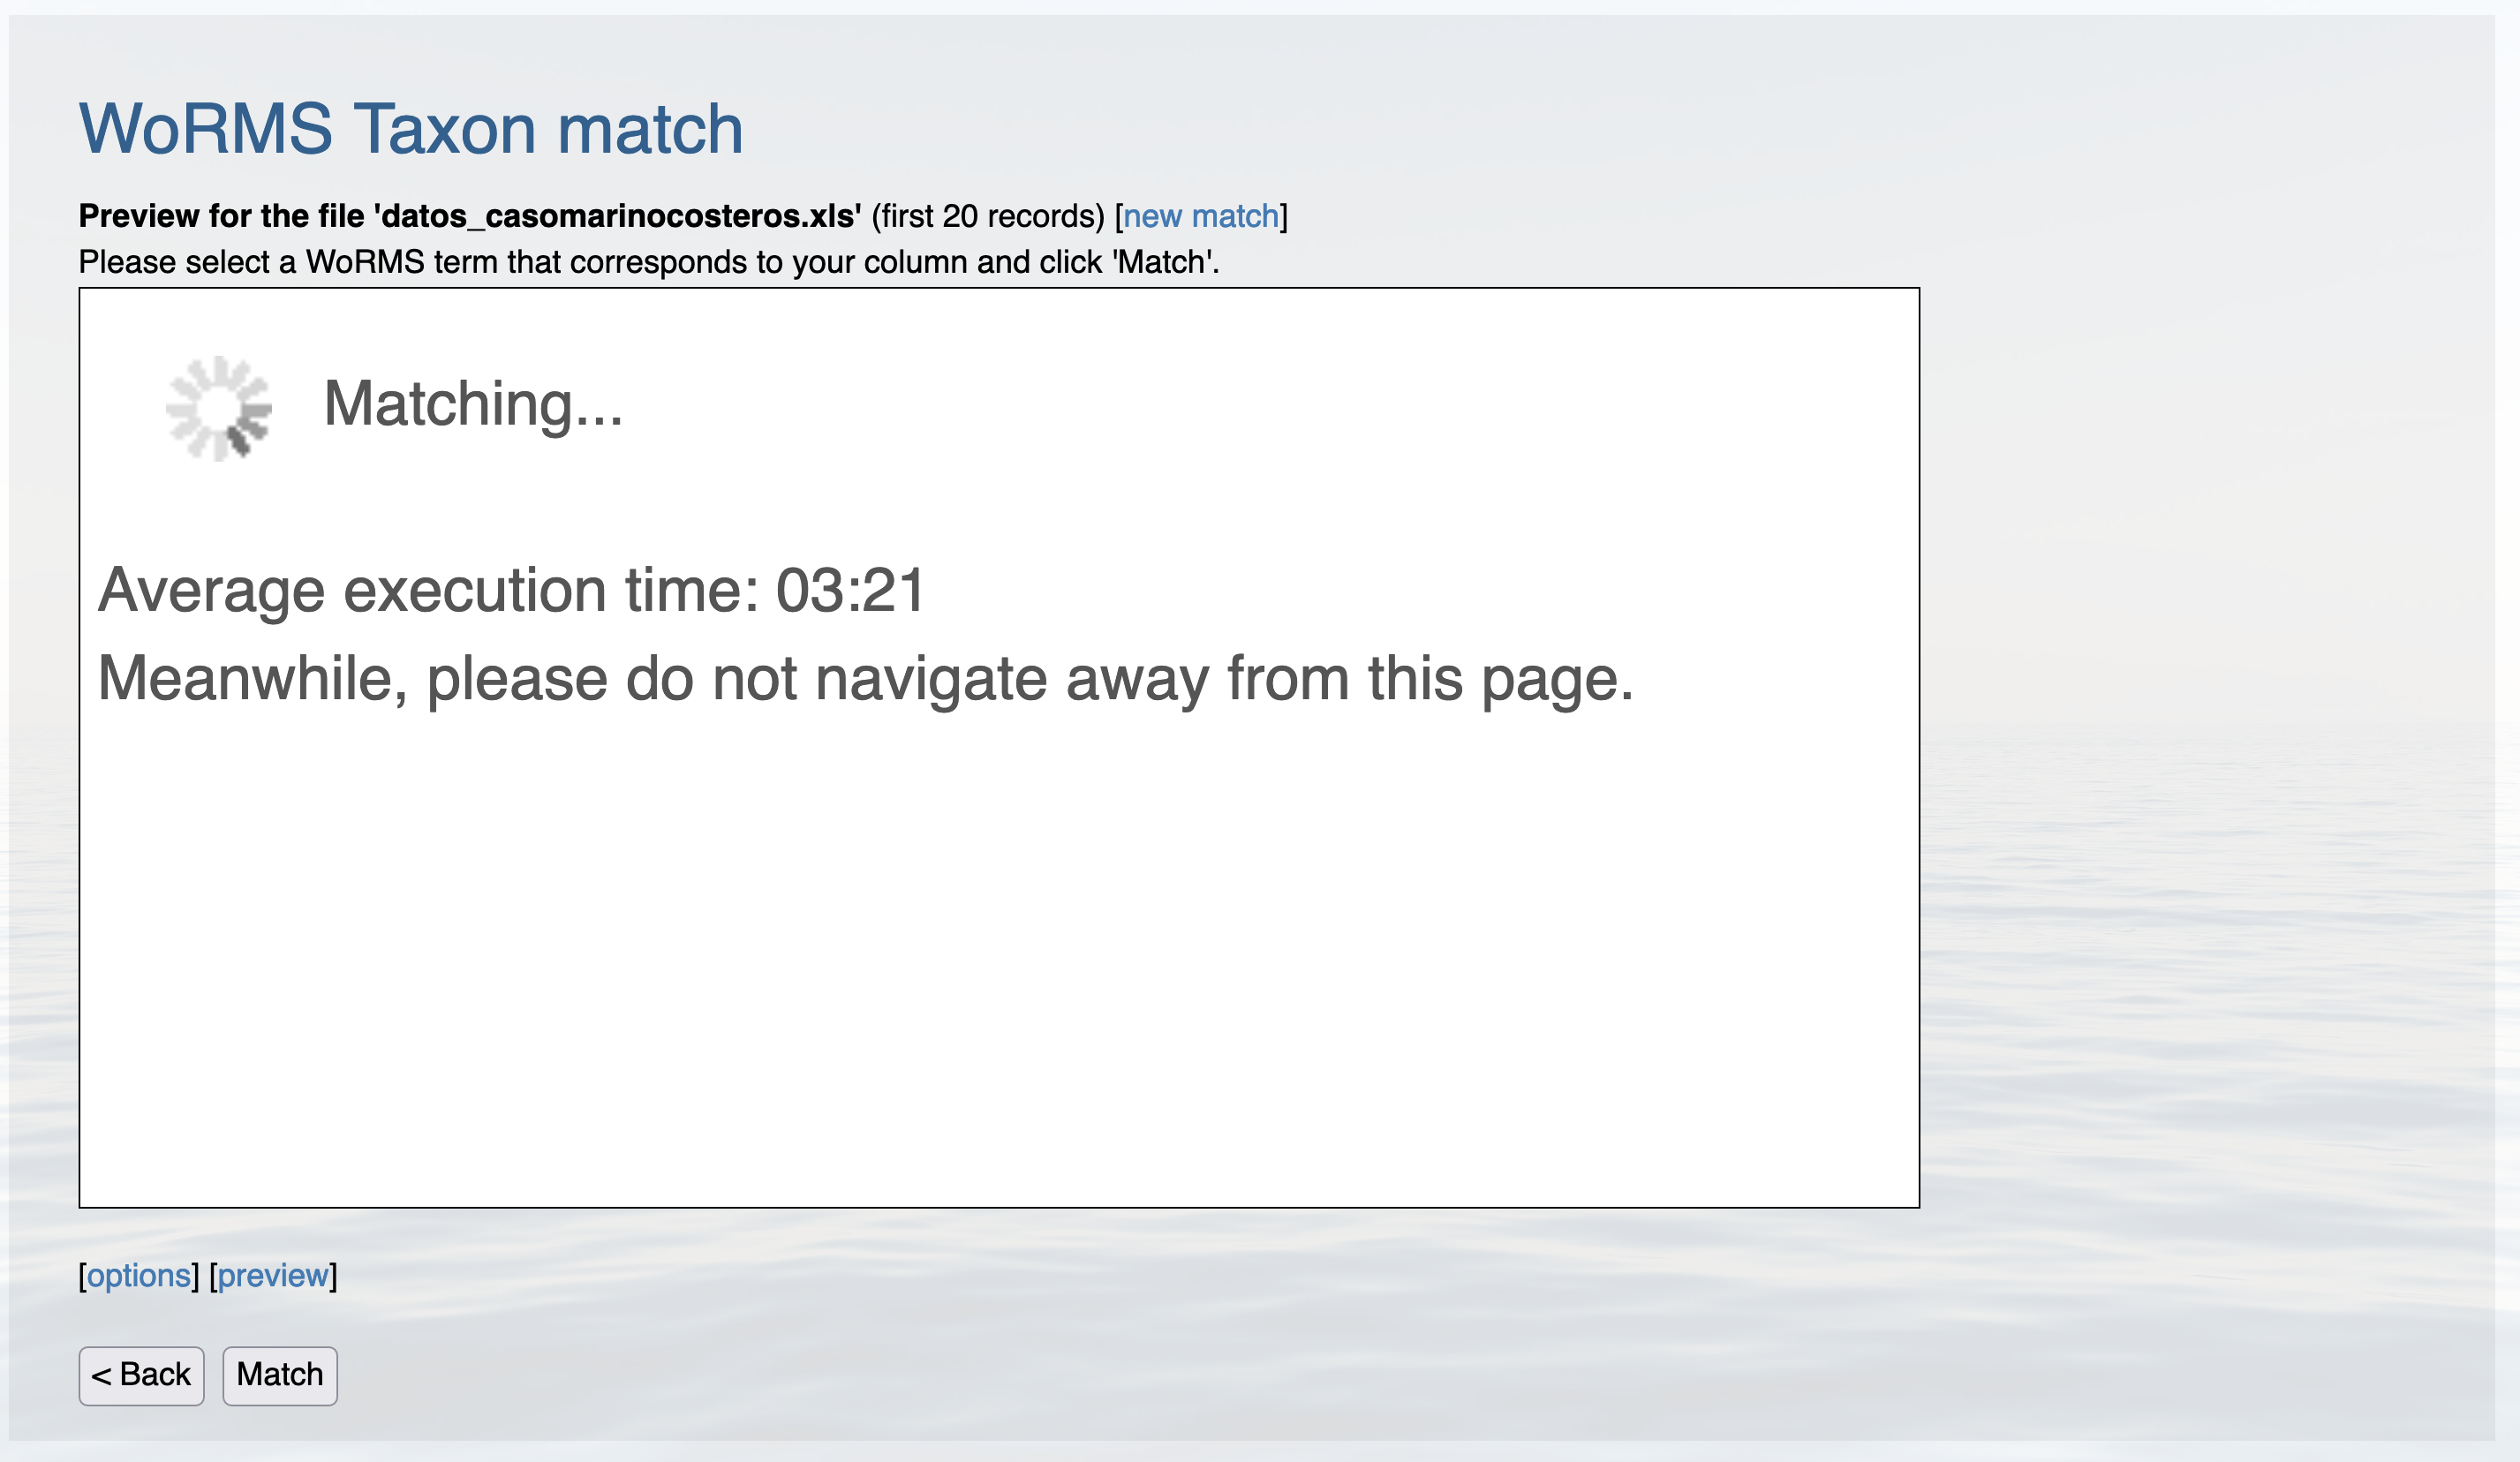 WoRMS Taxon match
Preview for the file 'datos_casomarinocosteros.xls' (first 20 records) [new match]
Please select a WoRMS term that corresponds to your column and click 'Match'.
Matching...
Average execution time: 03:21
Meanwhile, please do not navigate away from this page.
[options] [preview]
< Back Match